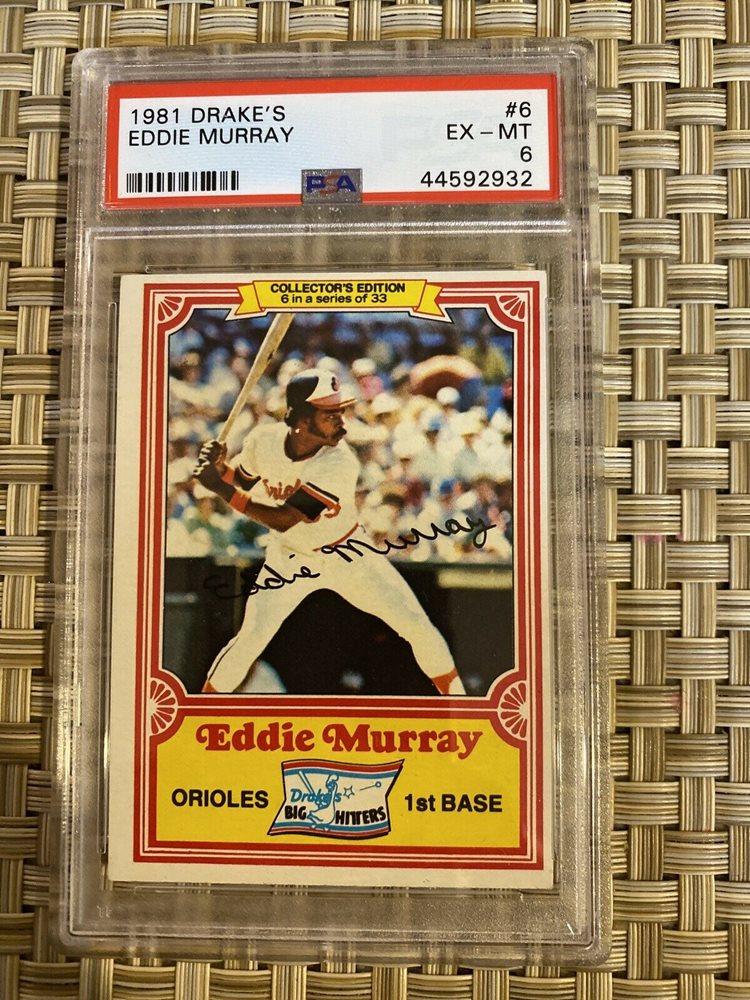 1981 DRAKE'S #6
EDDIE MURRAY EX – MT
6
PSA 44592932
COLLECTOR'S EDITION
6 in a series of 33
Eddie Murray
Eddie Murray
ORIOLES Drake's BIG HITTERS 1st BASE